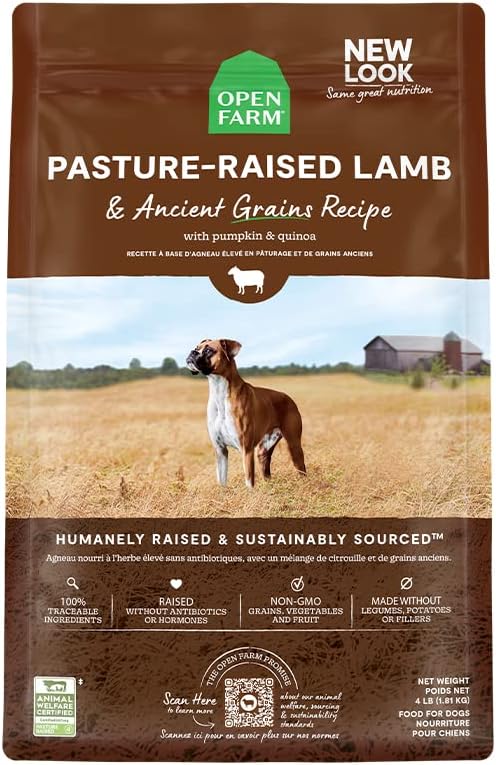 NEW
LOOK
Same great nutrition
OPEN
FARM®
PASTURE-RAISED LAMB
& Ancient Grains Recipe
with pumpkin & quinoa
RECETTE À BASE D'AGNEAU ÉLEVÉ EN PÂTURAGE ET DE GRAINS ANCIENS
HUMANELY RAISED & SUSTAINABLY SOURCED™
Agneau nourri à l'herbe élevé sans antibiotiques, avec un mélange de citrouille et de grains anciens.
100%
TRACEABLE
INGREDIENTS
RAISED
WITHOUT ANTIBIOTICS
OR HORMONES
NON-GMO
GRAINS, VEGETABLES
AND FRUIT
MADE WITHOUT
LEGUMES, POTATOES
OR FILLERS
THE OPEN FARM PROMISE
Scan Here
to learn more
about our animal
welfare, sourcing
& sustainability
standards
Scannez ici pour en savoir plus sur nos normes
ANIMAL
WELFARE
CERTIFIED
PASTURE
RAISED
‡
NET WEIGHT
POIDS NET
4 LB (1.81 KG)
FOOD FOR DOGS
NOURRITURE
POUR CHIENS